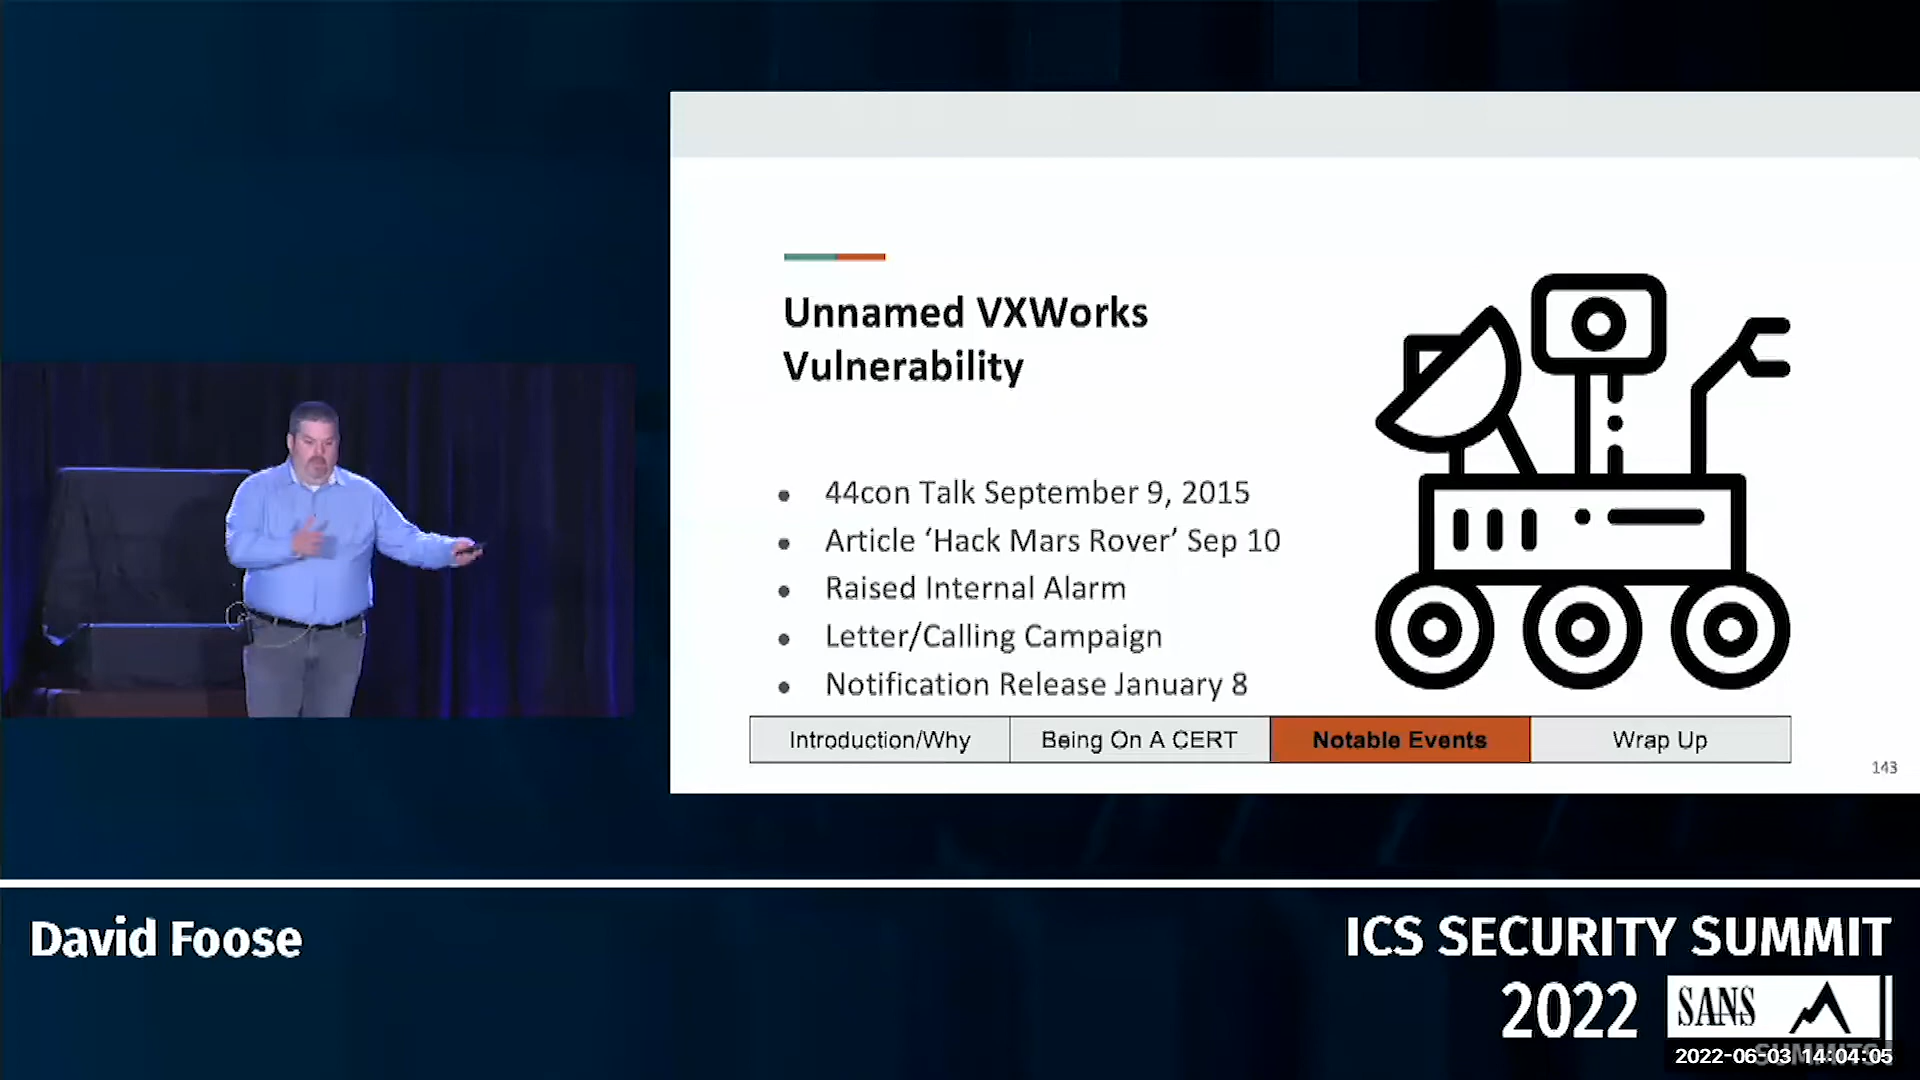 Unnamed VXWorks
Vulnerability
44con Talk September 9, 2015
Article ‘Hack Mars Rover’ Sep 10
Raised Internal Alarm
Letter/Calling Campaign
Notification Release January 8
Introduction/Why
Being On A CERT
Notable Events
Wrap Up
143
David Foose
ICS SECURITY SUMMIT
2022
SANS
SUMMITS
2022-06-03 14:04:05